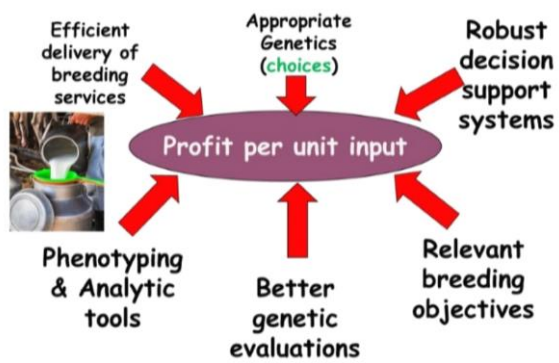 Efficient
delivery of
breeding
services
Appropriate
Genetics
(choices)
Robust
decision
support
systems
Profit per unit input
Phenotyping
& Analytic
tools
Better
genetic
evaluations
Relevant
breeding
objectives